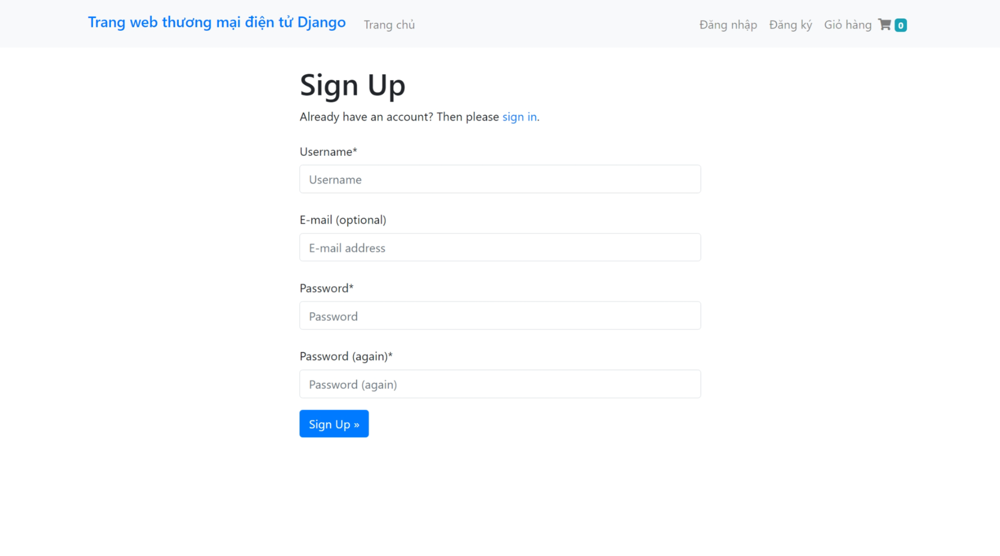 Trang web thương mại điện tử Django Trang chủ Đăng nhập Đăng ký Giỏ hàng 0
Sign Up
Already have an account? Then please sign in.
Username*
Username
E-mail (optional)
E-mail address
Password*
Password
Password (again)*
Password (again)
Sign Up »